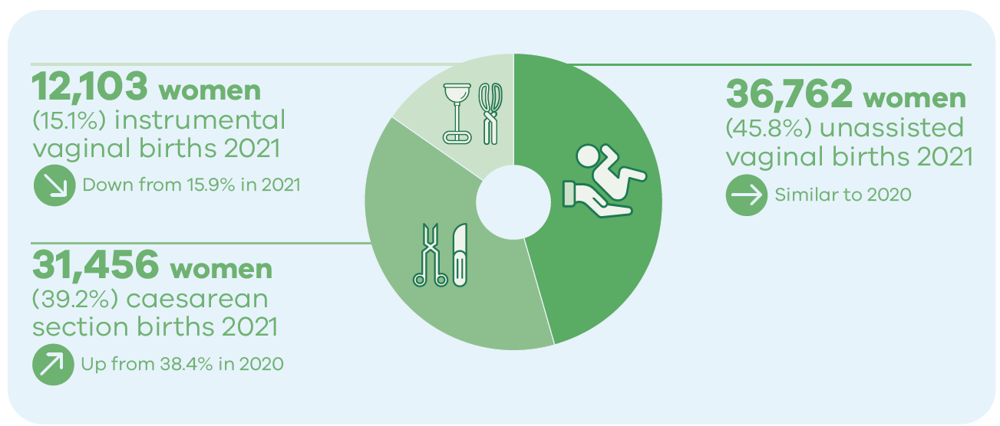 12,103 women
(15.1%) instrumental
vaginal births 2021
Down from 15.9% in 2021
31,456 women
(39.2%) caesarean
section births 2021
Up from 38.4% in 2020
36,762 women
(45.8%) unassisted
vaginal births 2021
Similar to 2020